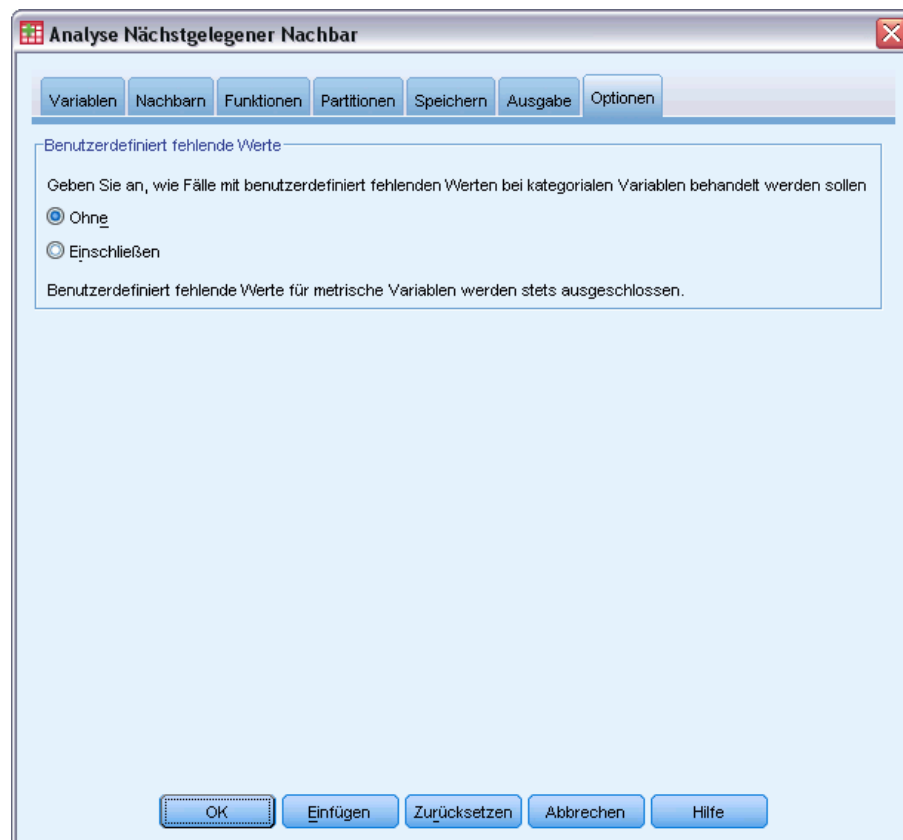 Analyse Nächstgelegener Nachbar
Variablen Nachbarn Funktionen Partitionen Speichern Ausgabe Optionen
Benutzerdefiniert fehlende Werte
Geben Sie an, wie Fälle mit benutzerdefiniert fehlenden Werten bei kategorialen Variablen behandelt werden sollen
Ohne
Einschließen
Benutzerdefiniert fehlende Werte für metrische Variablen werden stets ausgeschlossen.
OK Einfügen Zurücksetzen Abbrechen Hilfe